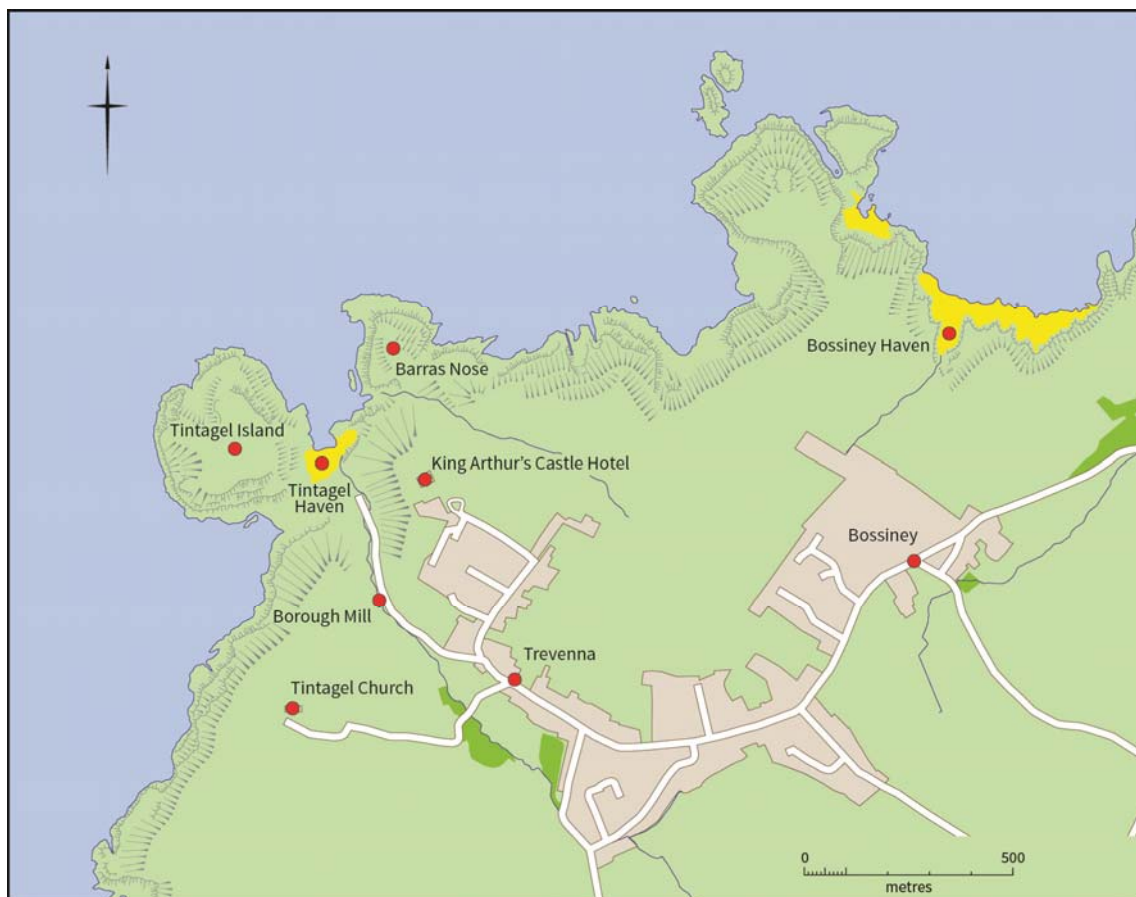 Bossiney Haven
Barras Nose
Tintagel Island
King Arthur's Castle Hotel
Tintagel
Haven
Bossiney
Borough Mill
Trevenna
Tintagel Church
0 500
metres